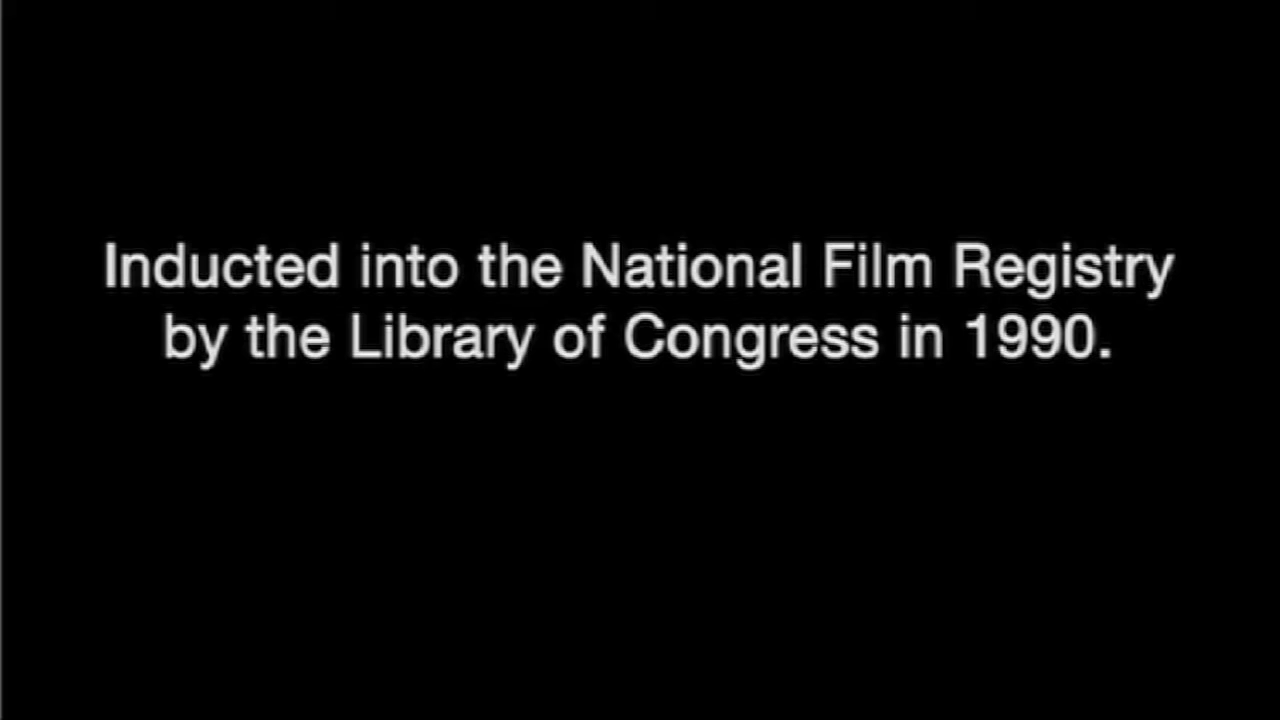 Inducted into the National Film Registry
by the Library of Congress in 1990.